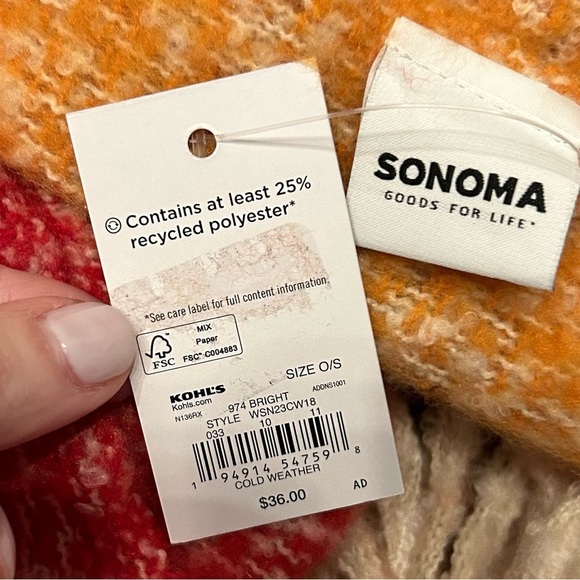 Contains at least 25%
recycled polyester*
*See care label for full content information.
FSC
MIX
Paper
FSC® C004883
KOHL'S
Kohls.com
N136RX
SIZE O/S
ADDNS1001
974 BRIGHT
STYLE WSN23CW18
033 10 11
1 94914 54759 8
COLD WEATHER
$36.00
AD
SONOMA
GOODS FOR LIFE*